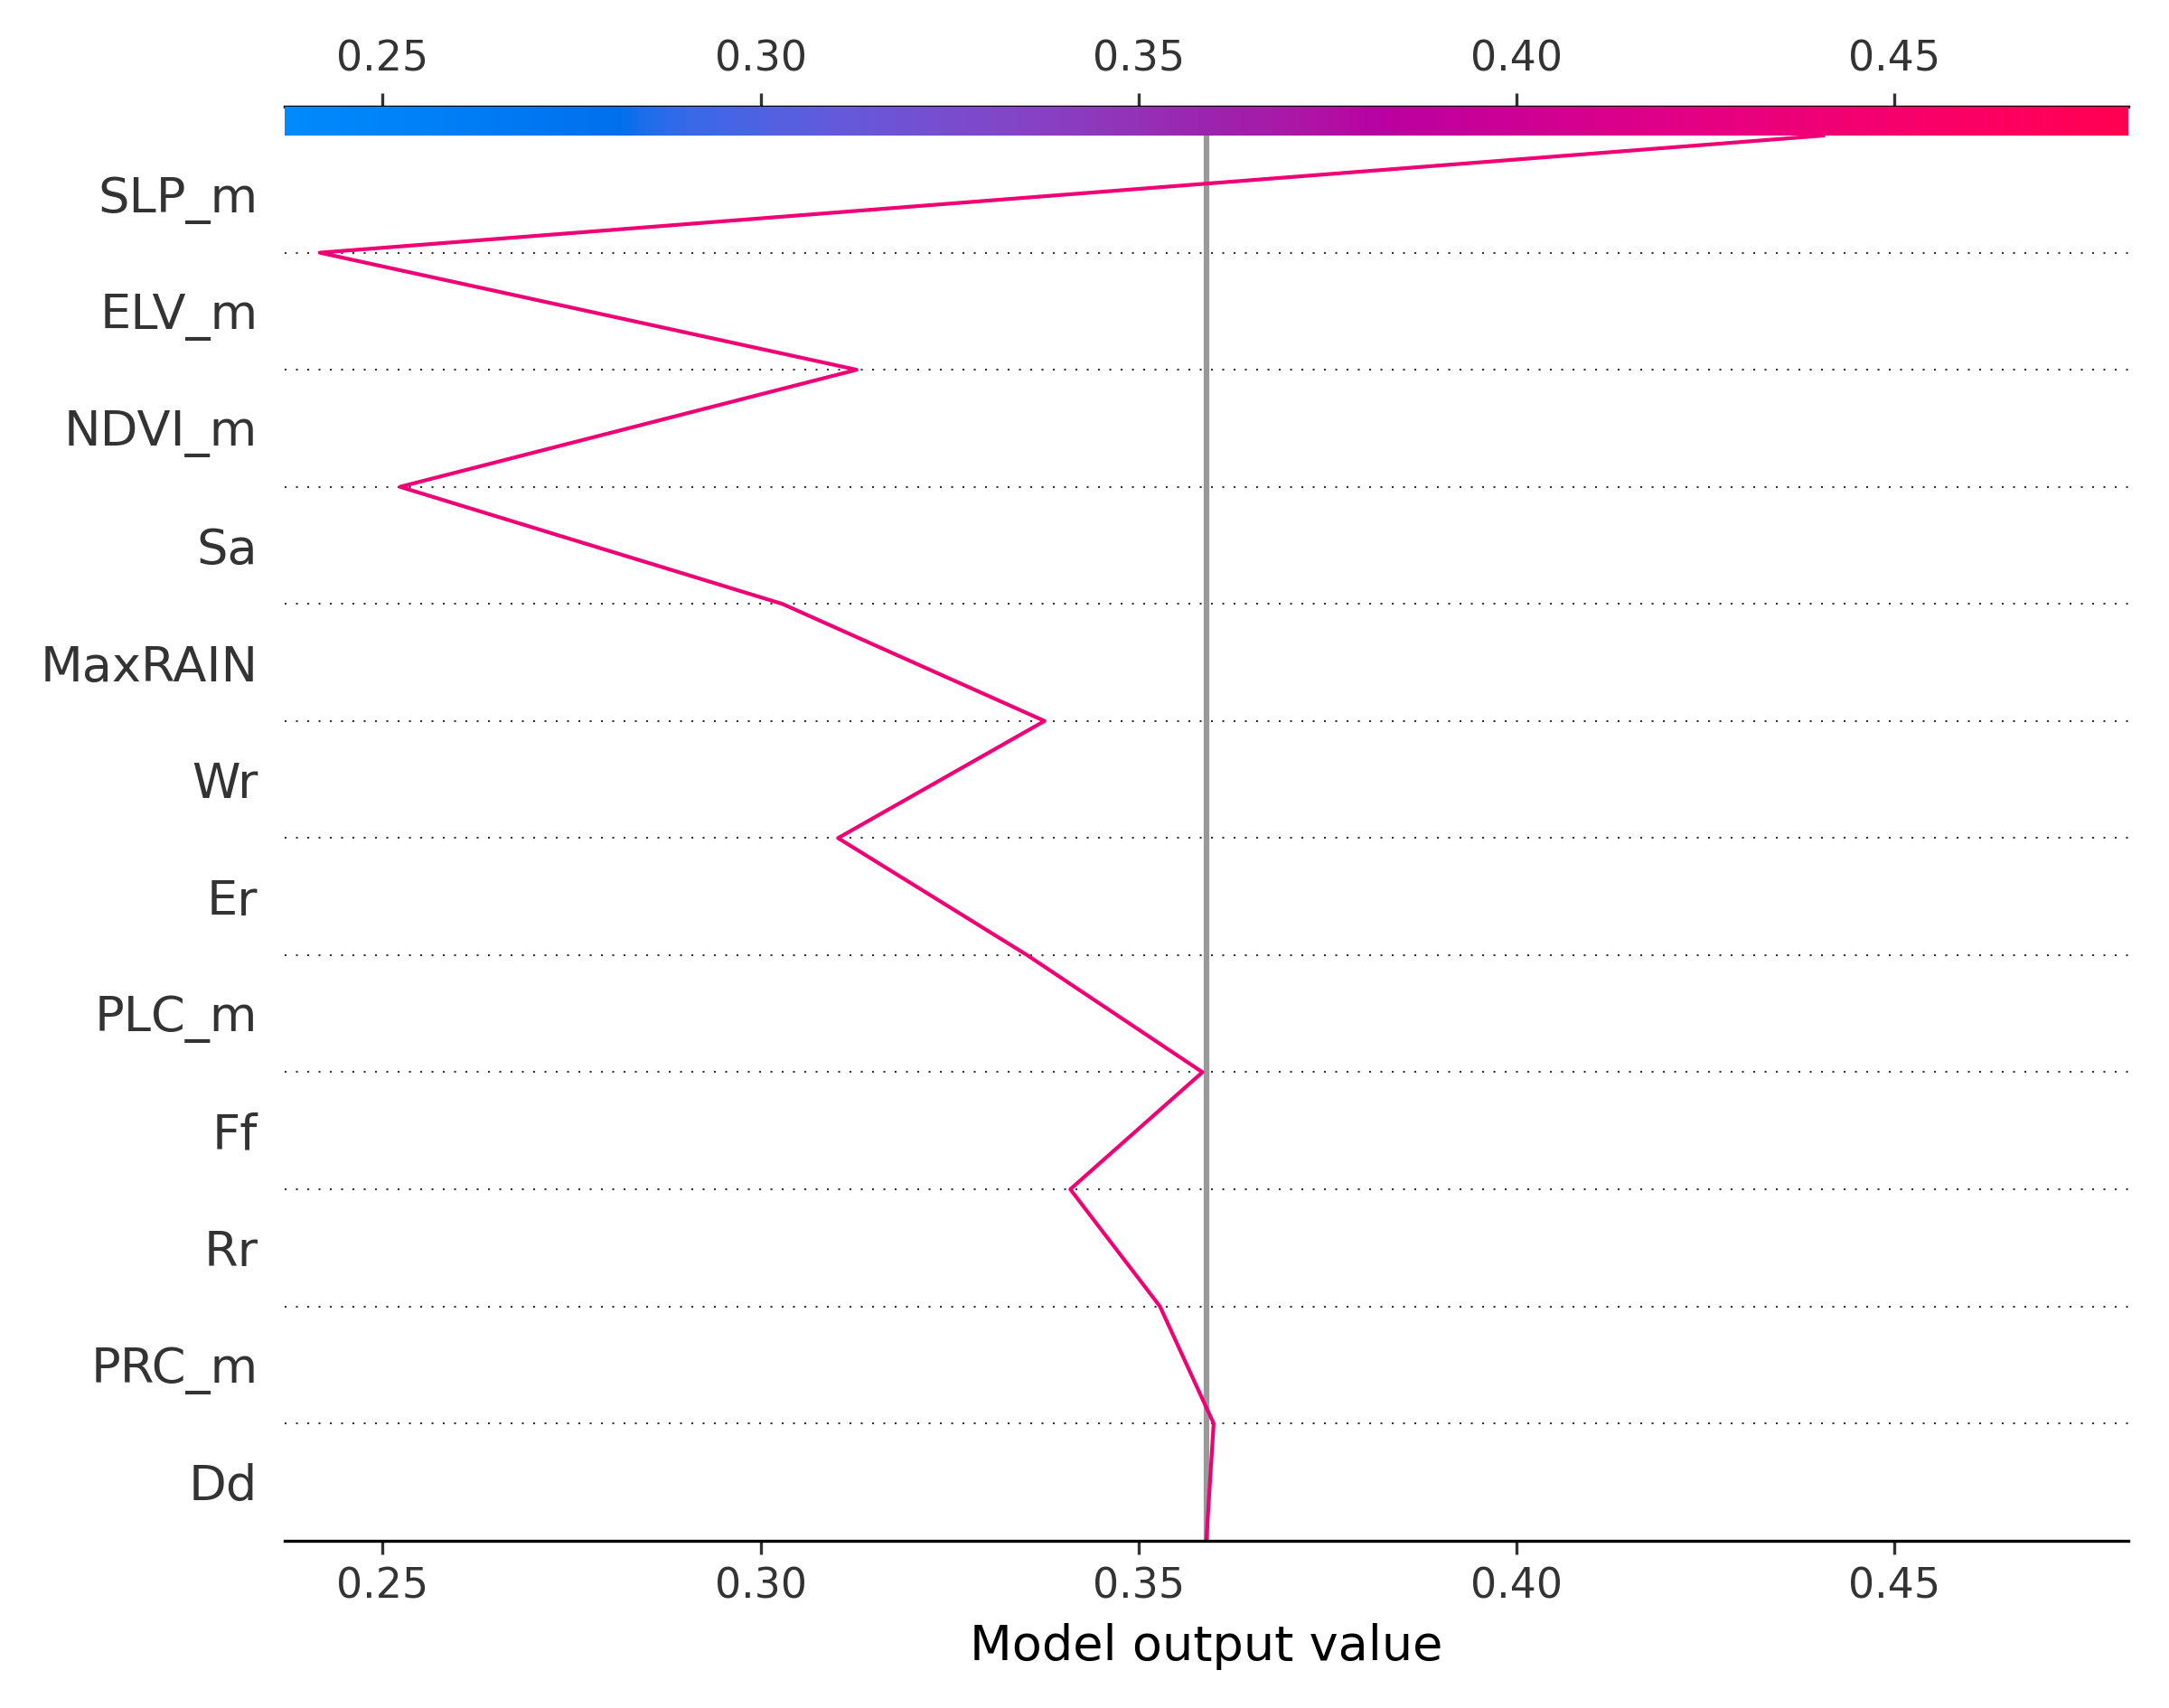 0.25 0.30 0.35 0.40 0.45
SLP_m
ELV_m
NDVI_m
Sa
MaxRAIN
Wr
Er
PLC_m
Ff
Rr
PRC_m
Dd
0.25 0.30 0.35 0.40 0.45
Model output value